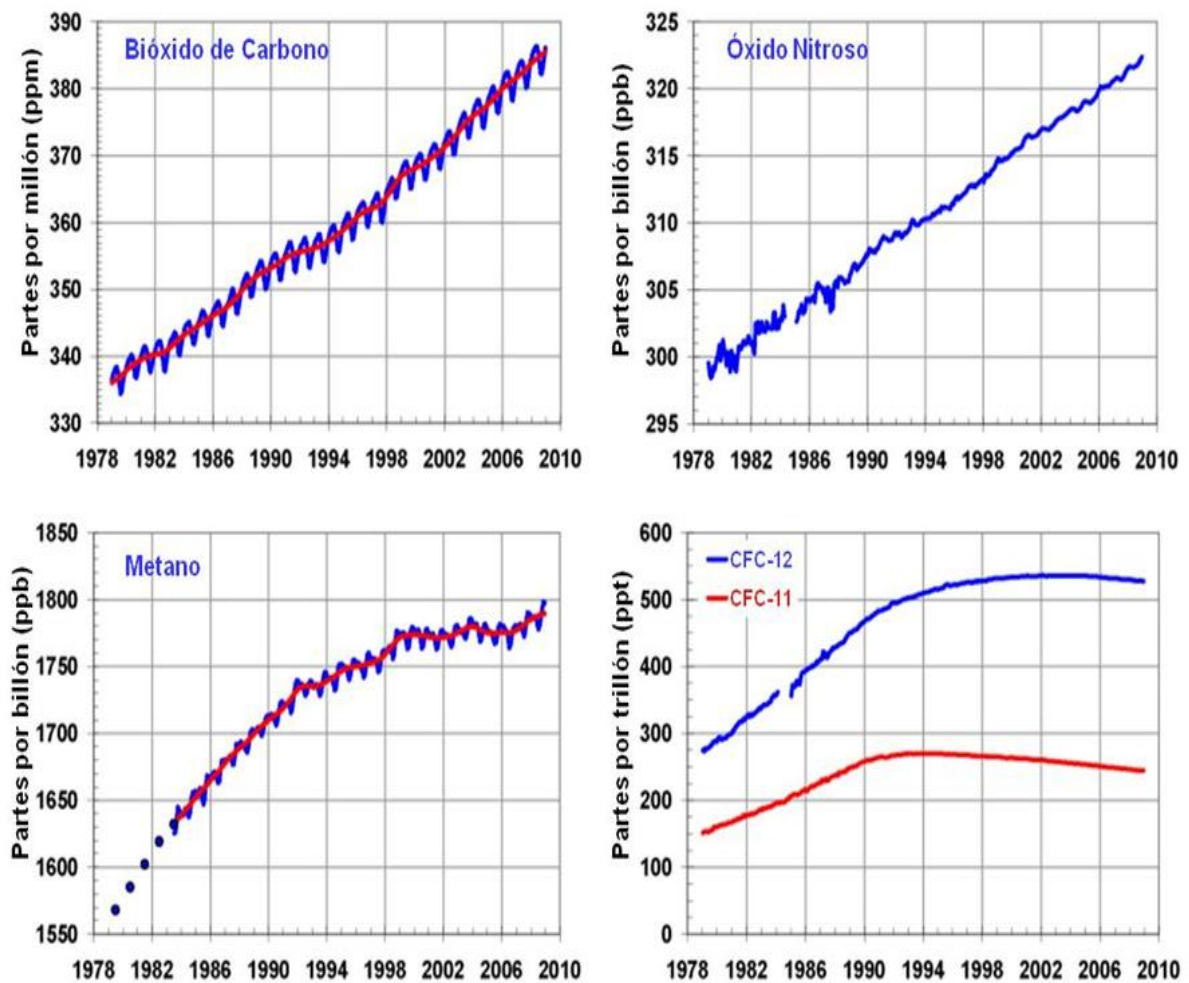 Bióxido de Carbono
Partes por millón (ppm)
390
380
370
360
350
340
330
1978 1982 1986 1990 1994 1998 2002 2006 2010
Óxido Nitroso
Partes por billón (ppb)
325
320
315
310
305
300
295
1978 1982 1986 1990 1994 1998 2002 2006 2010
Metano
Partes por billón (ppb)
1850
1800
1750
1700
1650
1600
1550
1978 1982 1986 1990 1994 1998 2002 2006 2010
CFC-12
CFC-11
Partes por trillón (ppt)
600
500
400
300
200
100
0
1978 1982 1986 1990 1994 1998 2002 2006 2010